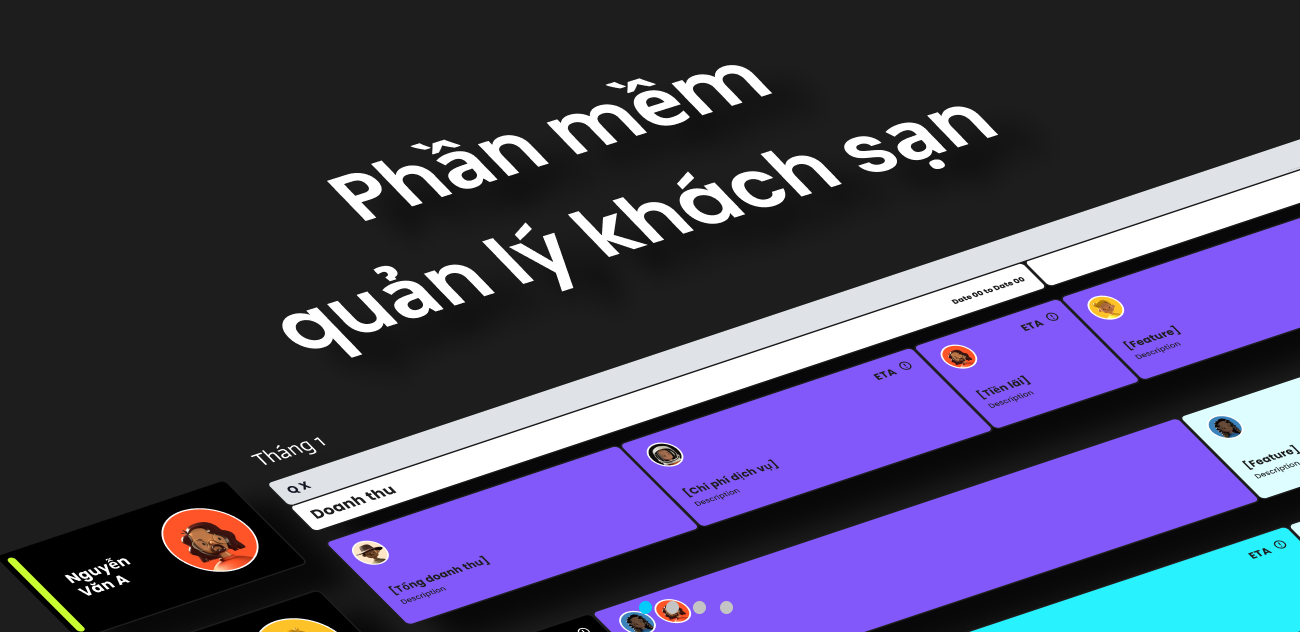 Phần mềm
quản lý khách sạn
Tháng 1
Q X
Doanh thu
Date 00 to Date 00
Nguyễn
Văn A
[Tổng doanh thu]
Description
ETA
[Chi phí dịch vụ]
Description
ETA
[Tiền lãi]
Description
[Feature]
Description
[Feature]
Description
ETA